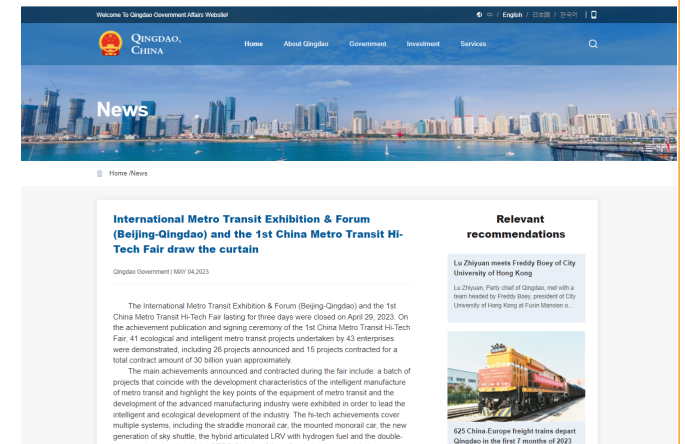 Welcome To Qingdao Government Affairs Website!
中 / English / 日本語 / 한국어 |
QINGDAO,
CHINA
Home About Qingdao Government Investment Services
News
Home /News
International Metro Transit Exhibition & Forum
(Beijing-Qingdao) and the 1st China Metro Transit Hi-
Tech Fair draw the curtain
Qingdao Government | MAY 04,2023
The International Metro Transit Exhibition & Forum (Beijing-Qingdao) and the 1st
China Metro Transit Hi-Tech Fair lasting for three days were closed on April 29, 2023. On
the achievement publication and signing ceremony of the 1st China Metro Transit Hi-Tech
Fair, 41 ecological and intelligent metro transit projects undertaken by 43 enterprises
were demonstrated, including 26 projects announced and 15 projects contracted for a
total contract amount of 30 billion yuan approximately.
The main achievements announced and contracted during the fair include: a batch of
projects that coincide with the development characteristics of the intelligent manufacture
of metro transit and highlight the key points of the equipment of metro transit and the
development of the advanced manufacturing industry were exhibited in order to lead the
intelligent and ecological development of the industry. The hi-tech achievements cover
multiple systems, including the straddle monorail car, the mounted monorail car, the new
generation of sky shuttle, the hybrid articulated LRV with hydrogen fuel and the double-
Relevant
recommendations
Lu Zhiyuan meets Freddy Boey of City
University of Hong Kong
Lu Zhiyuan, Party chief of Qingdao, met with a
team headed by Freddy Boey, president of City
University of Hong Kong at Fuxin Mansion o...
625 China-Europe freight trains depart
Qingdao in the first 7 months of 2023